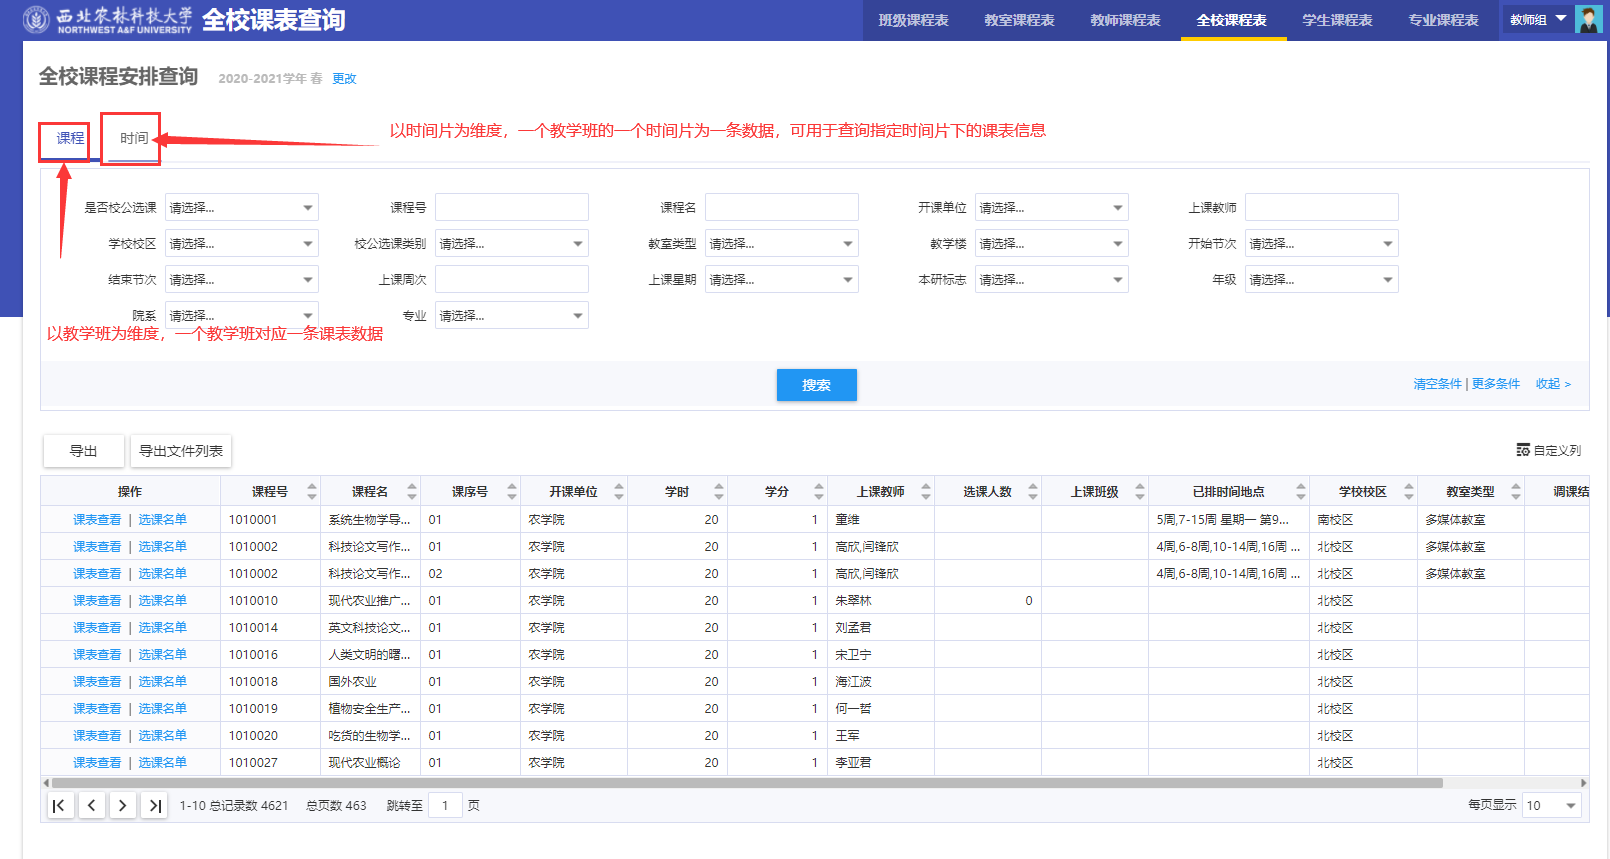 西北农林科技大学
NORTHWEST A&F UNIVERSITY
全校课表查询
班级课程表 教室课程表 教师课程表 全校课程表 学生课程表 专业课程表 教师组
全校课程安排查询 2020-2021学年 春 更改
课程 时间 以时间片为维度，一个教学班的一个时间片为一条数据，可用于查询指定时间片下的课表信息
是否校公选课 请选择... 课程号 课程名 开课单位 请选择... 上课教师
学校校区 请选择... 校公选课类别 请选择... 教室类型 请选择... 教学楼 请选择... 开始节次 请选择...
结束节次 请选择... 上课周次 上课星期 请选择... 本研标志 请选择... 年级 请选择...
院系 请选择... 专业 请选择...
以教学班为维度，一个教学班对应一条课表数据
搜索 清空条件 | 更多条件 收起 >
导出 导出文件列表 自定义列
操作 课程号 课程名 课序号 开课单位 学时 学分 上课教师 选课人数 上课班级 已排时间地点 学校校区 教室类型 调课结
课表查看 | 选课名单 1010001 系统生物学导... 01 农学院 20 1 童维 5周,7-15周 星期一 第9... 南校区 多媒体教室
课表查看 | 选课名单 1010002 科技论文写作... 01 农学院 20 1 高欣,闫锋欣 4周,6-8周,10-14周,16周 ... 北校区 多媒体教室
课表查看 | 选课名单 1010002 科技论文写作... 02 农学院 20 1 高欣,闫锋欣 4周,6-8周,10-14周,16周 ... 北校区 多媒体教室
课表查看 | 选课名单 1010010 现代农业推广... 01 农学院 20 1 朱翠林 0 北校区
课表查看 | 选课名单 1010014 英文科技论文... 01 农学院 20 1 刘孟君 北校区
课表查看 | 选课名单 1010016 人类文明的曙... 01 农学院 20 1 宋卫宁 北校区
课表查看 | 选课名单 1010018 国外农业 01 农学院 20 1 海江波 北校区
课表查看 | 选课名单 1010019 植物安全生产... 01 农学院 20 1 何一哲 北校区
课表查看 | 选课名单 1010020 吃货的生物学... 01 农学院 20 1 王军 北校区
课表查看 | 选课名单 1010027 现代农业概论 01 农学院 20 1 李亚君 北校区
1-10 总记录数 4621 总页数 463 跳转至 1 页 每页显示 10